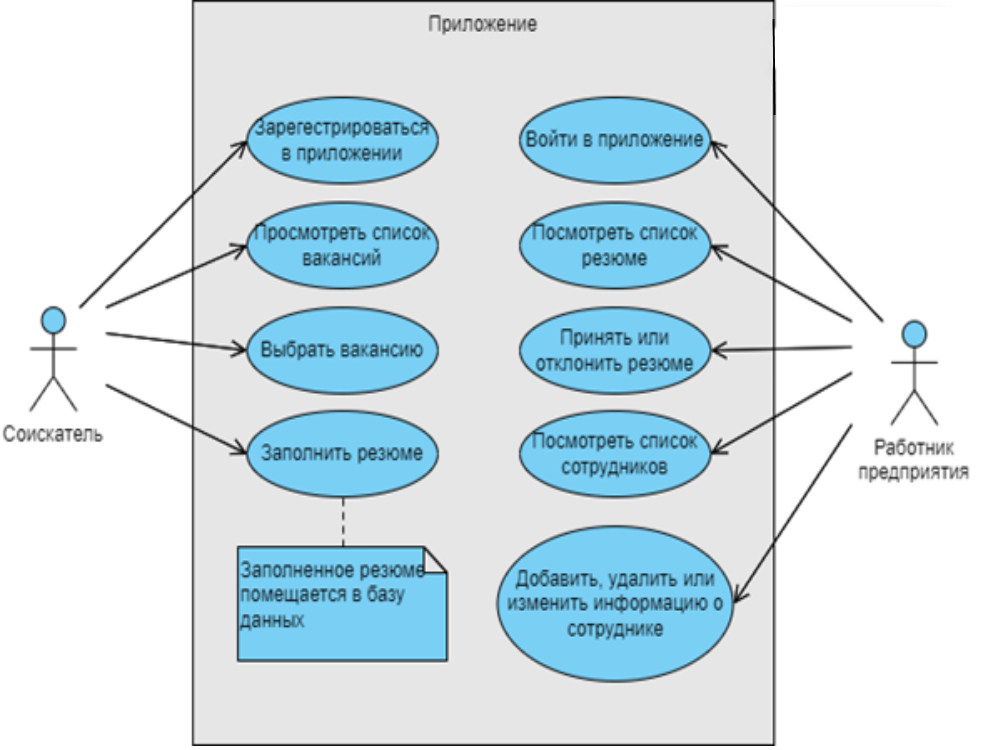 Приложение
Зарегестрироваться
в приложении
Просмотреть список
вакансий
Выбрать вакансию
Заполнить резюме
Заполненное резюме
помещается в базу
данных
Войти в приложение
Посмотреть список
резюме
Принять или
отклонить резюме
Посмотреть список
сотрудников
Добавить, удалить или
изменить информацию о
сотруднике
Соискатель
Работник
предприятия